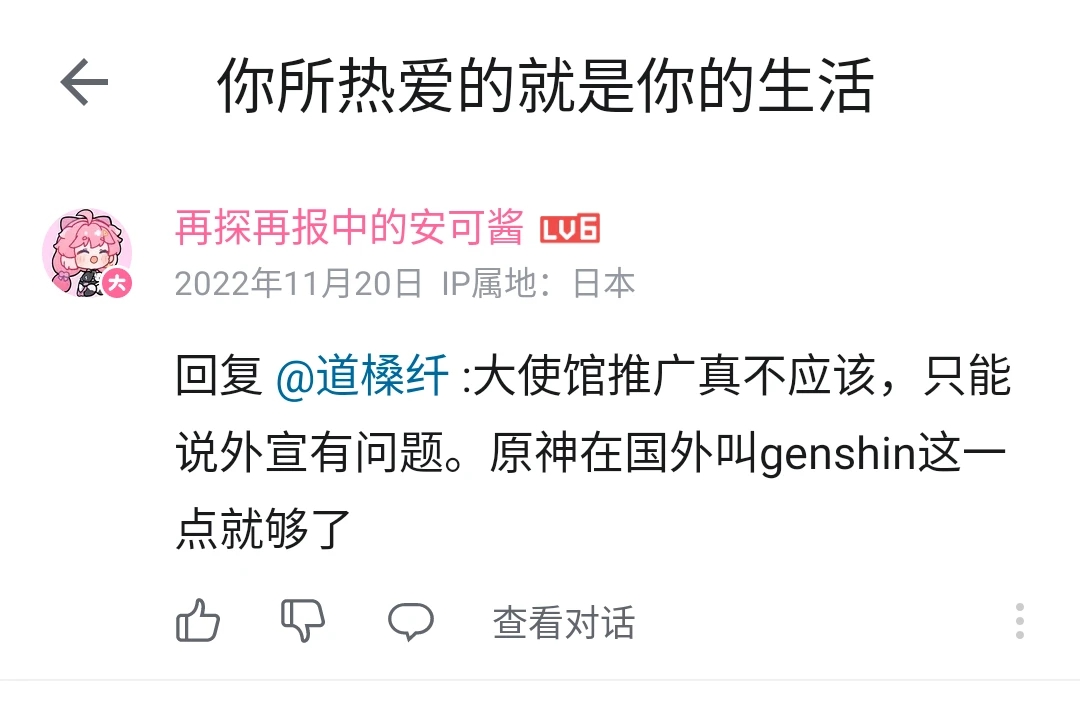 你所热爱的就是你的生活
再探再报中的安可酱 LV6
大
2022年11月20日 IP属地：日本
回复 @道槡纤 :大使馆推广真不应该，只能
说外宣有问题。原神在国外叫genshin这一
点就够了
查看对话